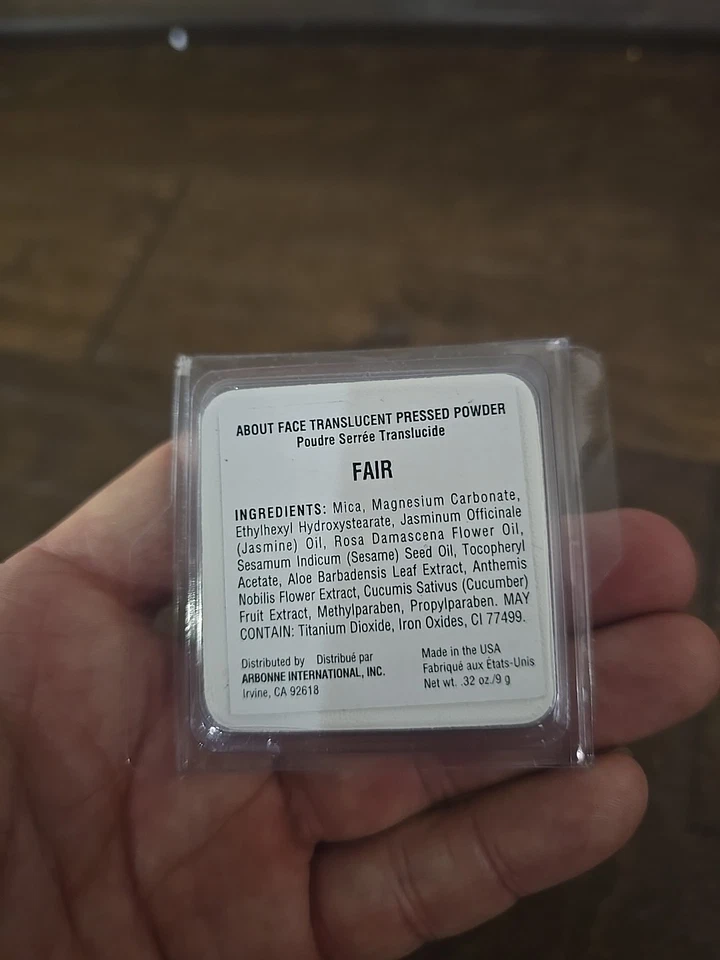 ABOUT FACE TRANSLUCENT PRESSED POWDER
Poudre Serrée Translucide
FAIR
INGREDIENTS: Mica, Magnesium Carbonate,
Ethylhexyl Hydroxystearate, Jasminum Officinale
(Jasmine) Oil, Rosa Damascena Flower Oil,
Sesamum Indicum (Sesame) Seed Oil, Tocopheryl
Acetate, Aloe Barbadensis Leaf Extract, Anthemis
Nobilis Flower Extract, Cucumis Sativus (Cucumber)
Fruit Extract, Methylparaben, Propylparaben. MAY
CONTAIN: Titanium Dioxide, Iron Oxides, CI 77499.
Distributed by Distribué par
ARBONNE INTERNATIONAL, INC.
Irvine, CA 92618
Made in the USA
Fabriqué aux États-Unis
Net wt. .32 oz./9 g